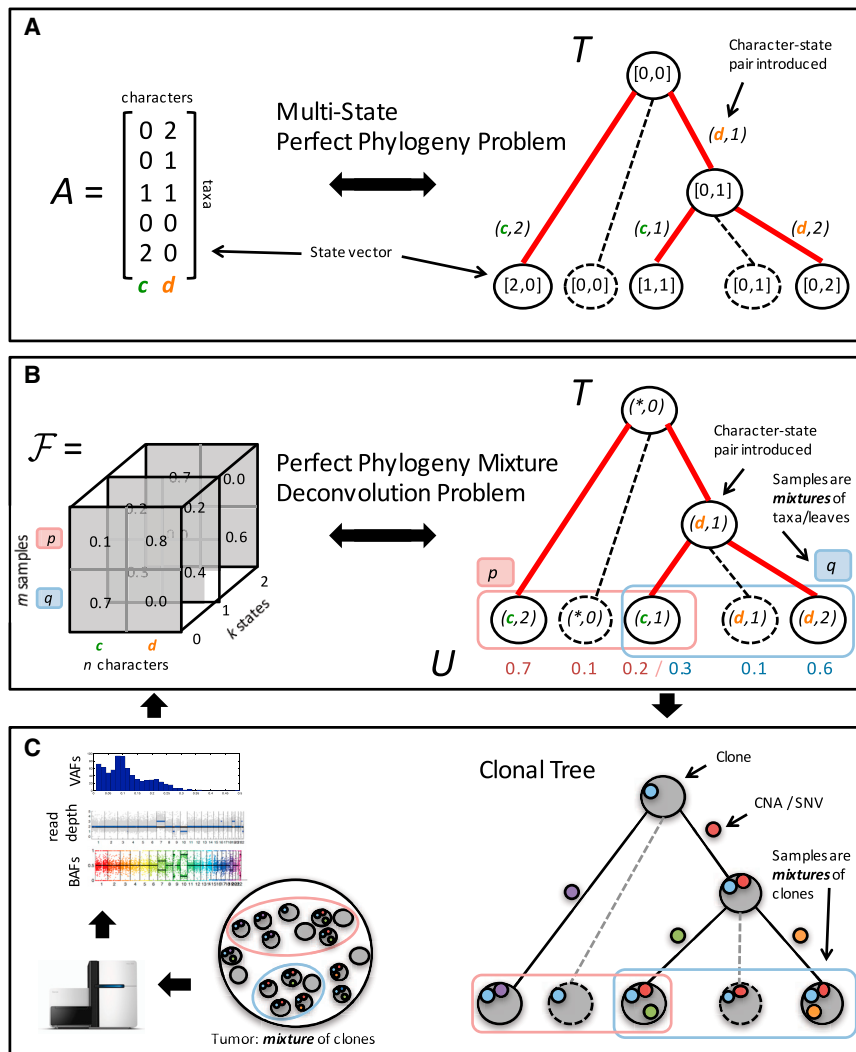 A
characters
A =
0 2
0 1
1 1
0 0
2 0
taxa
c d
Multi-State
Perfect Phylogeny Problem
State vector
T
[0,0]
Character-state
pair introduced
(d,1)
[0,1]
(c,2)
(c,1)
(d,2)
[2,0]
[0,0]
[1,1]
[0,1]
[0,2]
B
ℱ =
m samples
p
q
0.1 0.8
0.7 0.0
0.2 0.2
0.3 0.4
0.7 0.0
0.0 0.6
0
1
2
k states
c d
n characters
Perfect Phylogeny Mixture
Deconvolution Problem
T
(*,0)
Character-state
pair introduced
Samples are
mixtures of
taxa/leaves
(d,1)
p
q
(c,2)
(*,0)
(c,1)
(d,1)
(d,2)
U
0.7 0.1 0.2 / 0.3 0.1 0.6
C
VAFs
read
depth
BAFs
Tumor: mixture of clones
Clonal Tree
Clone
CNA / SNV
Samples are
mixtures of
clones